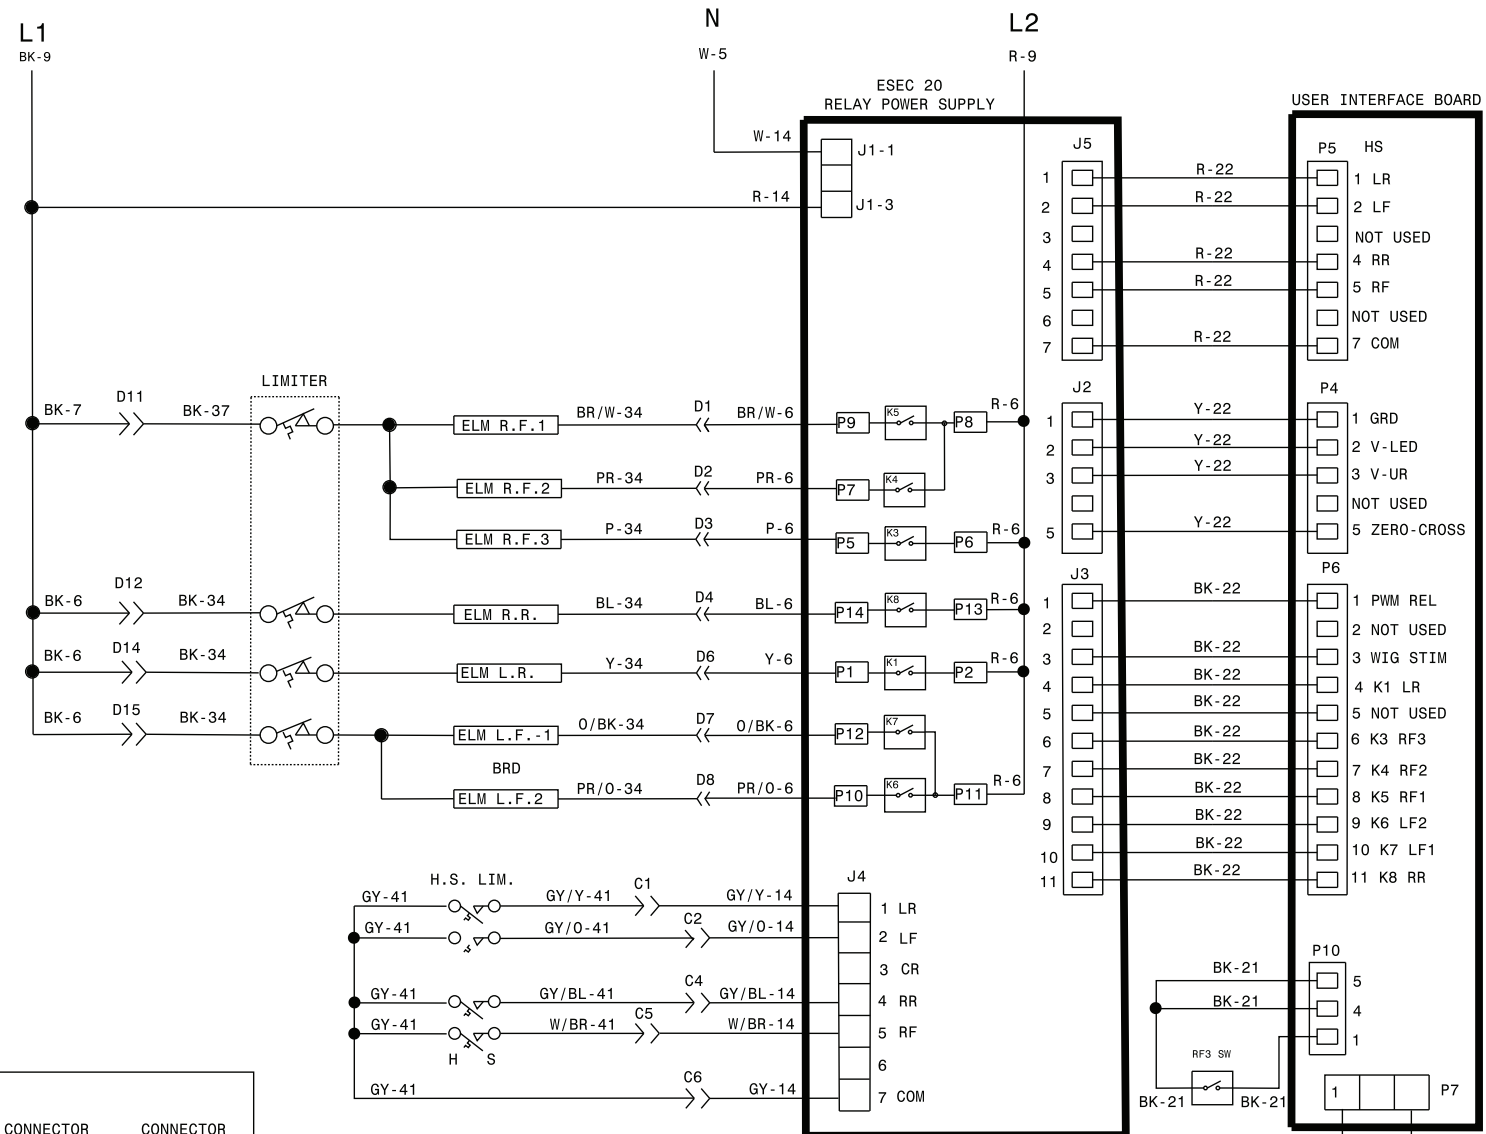 L1
BK-9
N
W-5
L2
R-9
ESEC 20
RELAY POWER SUPPLY
USER INTERFACE BOARD
W-14
J1-1
R-14
J1-3
J5
1
2
3
4
5
6
7
R-22
R-22
R-22
R-22
R-22
P5 HS
1 LR
2 LF
NOT USED
4 RR
5 RF
NOT USED
7 COM
LIMITER
BK-7
D11
BK-37
ELM R.F.1
BR/W-34
D1
BR/W-6
P9
K5
P8
R-6
ELM R.F.2
PR-34
D2
PR-6
P7
K4
ELM R.F.3
P-34
D3
P-6
P5
K3
P6
R-6
BK-6
D12
BK-34
ELM R.R.
BL-34
D4
BL-6
P14
K8
P13
R-6
BK-6
D14
BK-34
ELM L.R.
Y-34
D6
Y-6
P1
K1
P2
R-6
BK-6
D15
BK-34
ELM L.F.-1
O/BK-34
D7
O/BK-6
P12
K7
BRD
ELM L.F.2
PR/O-34
D8
PR/O-6
P10
K6
P11
R-6
J2
1
2
3
5
Y-22
Y-22
Y-22
Y-22
P4
1 GRD
2 V-LED
3 V-UR
NOT USED
5 ZERO-CROSS
J3
1
2
3
4
5
6
7
8
9
10
11
BK-22
BK-22
BK-22
BK-22
BK-22
BK-22
BK-22
BK-22
BK-22
BK-22
P6
1 PWM REL
2 NOT USED
3 WIG STIM
4 K1 LR
5 NOT USED
6 K3 RF3
7 K4 RF2
8 K5 RF1
9 K6 LF2
10 K7 LF1
11 K8 RR
H.S. LIM.
J4
GY-41
GY/Y-41
C1
GY/Y-14
1 LR
GY-41
GY/O-41
C2
GY/O-14
2 LF
3 CR
GY-41
GY/BL-41
C4
GY/BL-14
4 RR
GY-41
W/BR-41
C5
W/BR-14
5 RF
H S
6
GY-41
C6
GY-14
7 COM
P10
BK-21
5
BK-21
4
1
RF3 SW
BK-21
BK-21
1
P7
CONNECTOR CONNECTOR